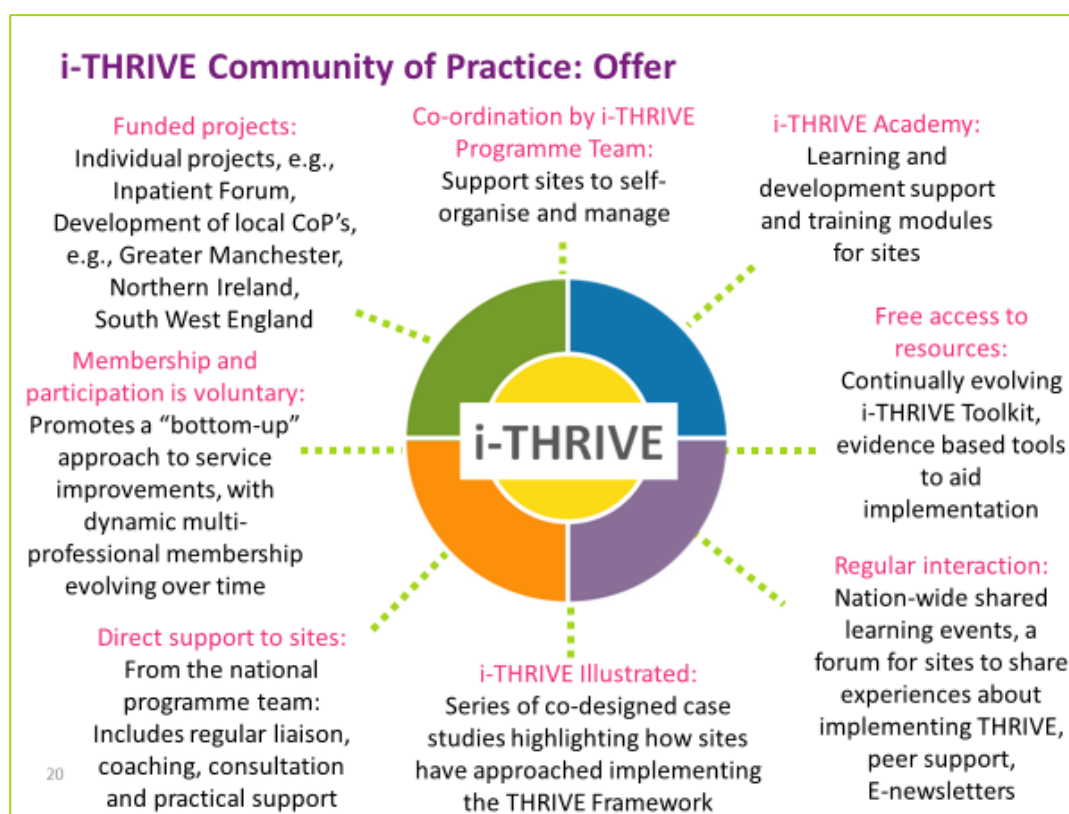 i-THRIVE Community of Practice: Offer
Funded projects:
Individual projects, e.g.,
Inpatient Forum,
Development of local CoP's,
e.g., Greater Manchester,
Northern Ireland,
South West England
Co-ordination by i-THRIVE
Programme Team:
Support sites to self-
organise and manage
i-THRIVE Academy:
Learning and
development support
and training modules
for sites
Membership and
participation is voluntary:
Promotes a “bottom-up”
approach to service
improvements, with
dynamic multi-
professional membership
evolving over time
i-THRIVE
Free access to
resources:
Continually evolving
i-THRIVE Toolkit,
evidence based tools
to aid
implementation
Direct support to sites:
From the national
programme team:
Includes regular liaison,
coaching, consultation
and practical support
i-THRIVE Illustrated:
Series of co-designed case
studies highlighting how sites
have approached implementing
the THRIVE Framework
Regular interaction:
Nation-wide shared
learning events, a
forum for sites to share
experiences about
implementing THRIVE,
peer support,
E-newsletters
20